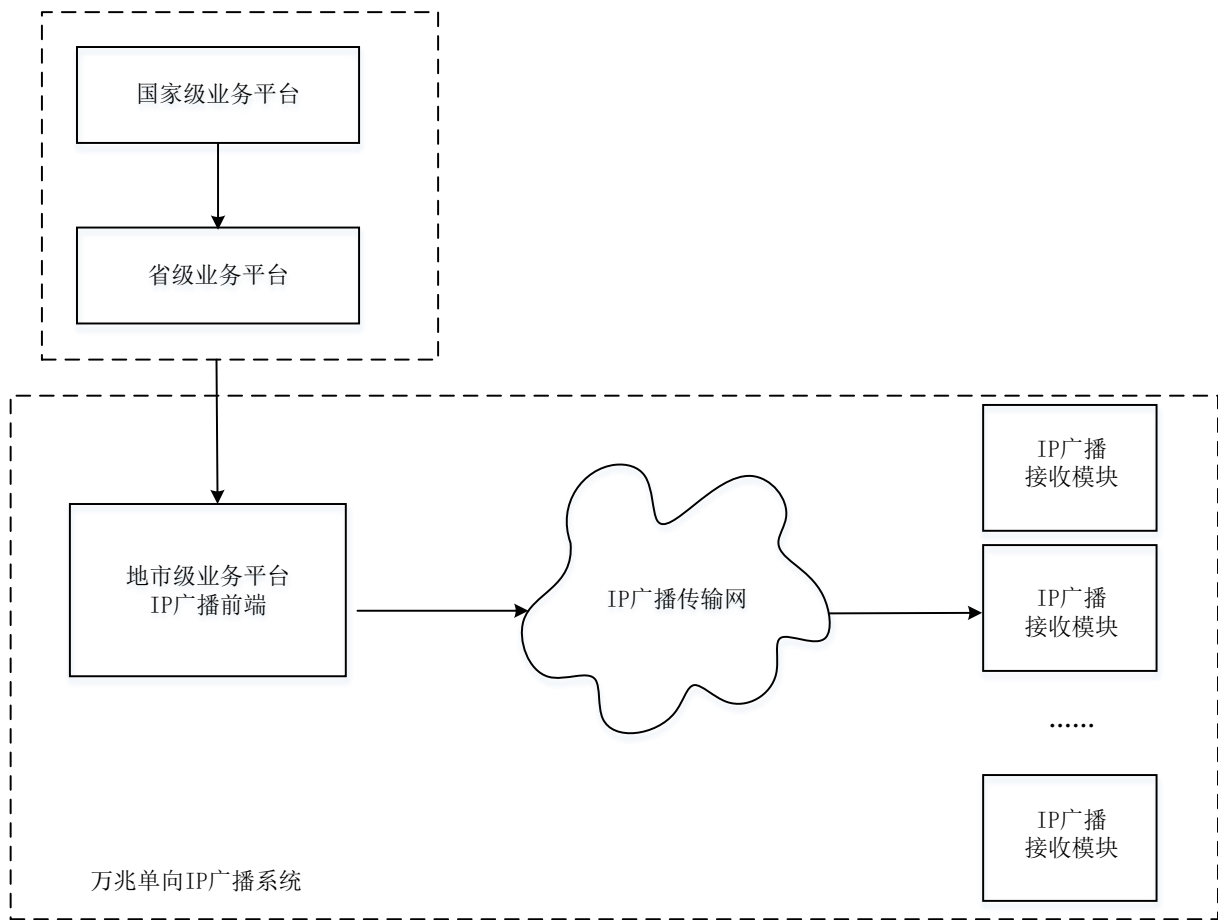 国家级业务平台
省级业务平台
地市级业务平台
IP广播前端
IP广播传输网
IP广播
接收模块
IP广播
接收模块
......
IP广播
接收模块
万兆单向IP广播系统